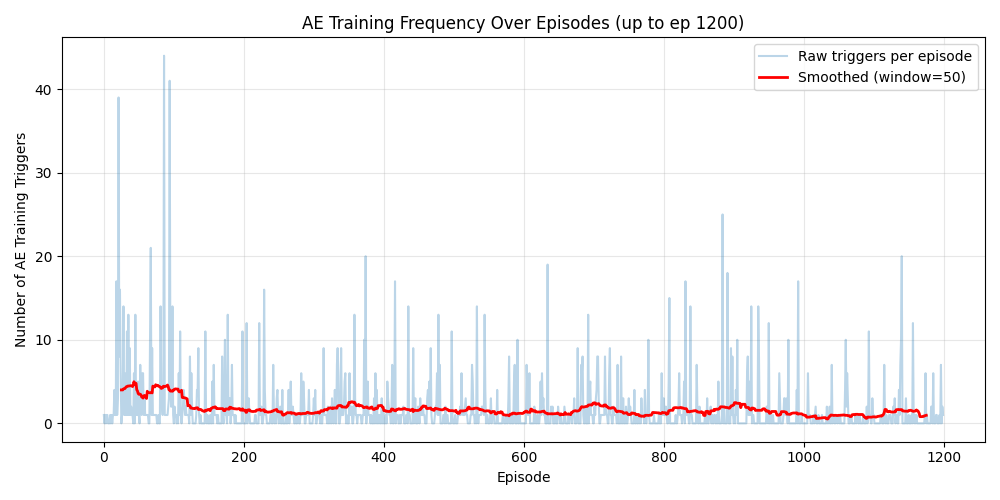 AE Training Frequency Over Episodes (up to ep 1200)
Raw triggers per episode
Smoothed (window=50)
Number of AE Training Triggers
40
30
20
10
0
0 200 400 600 800 1000 1200
Episode